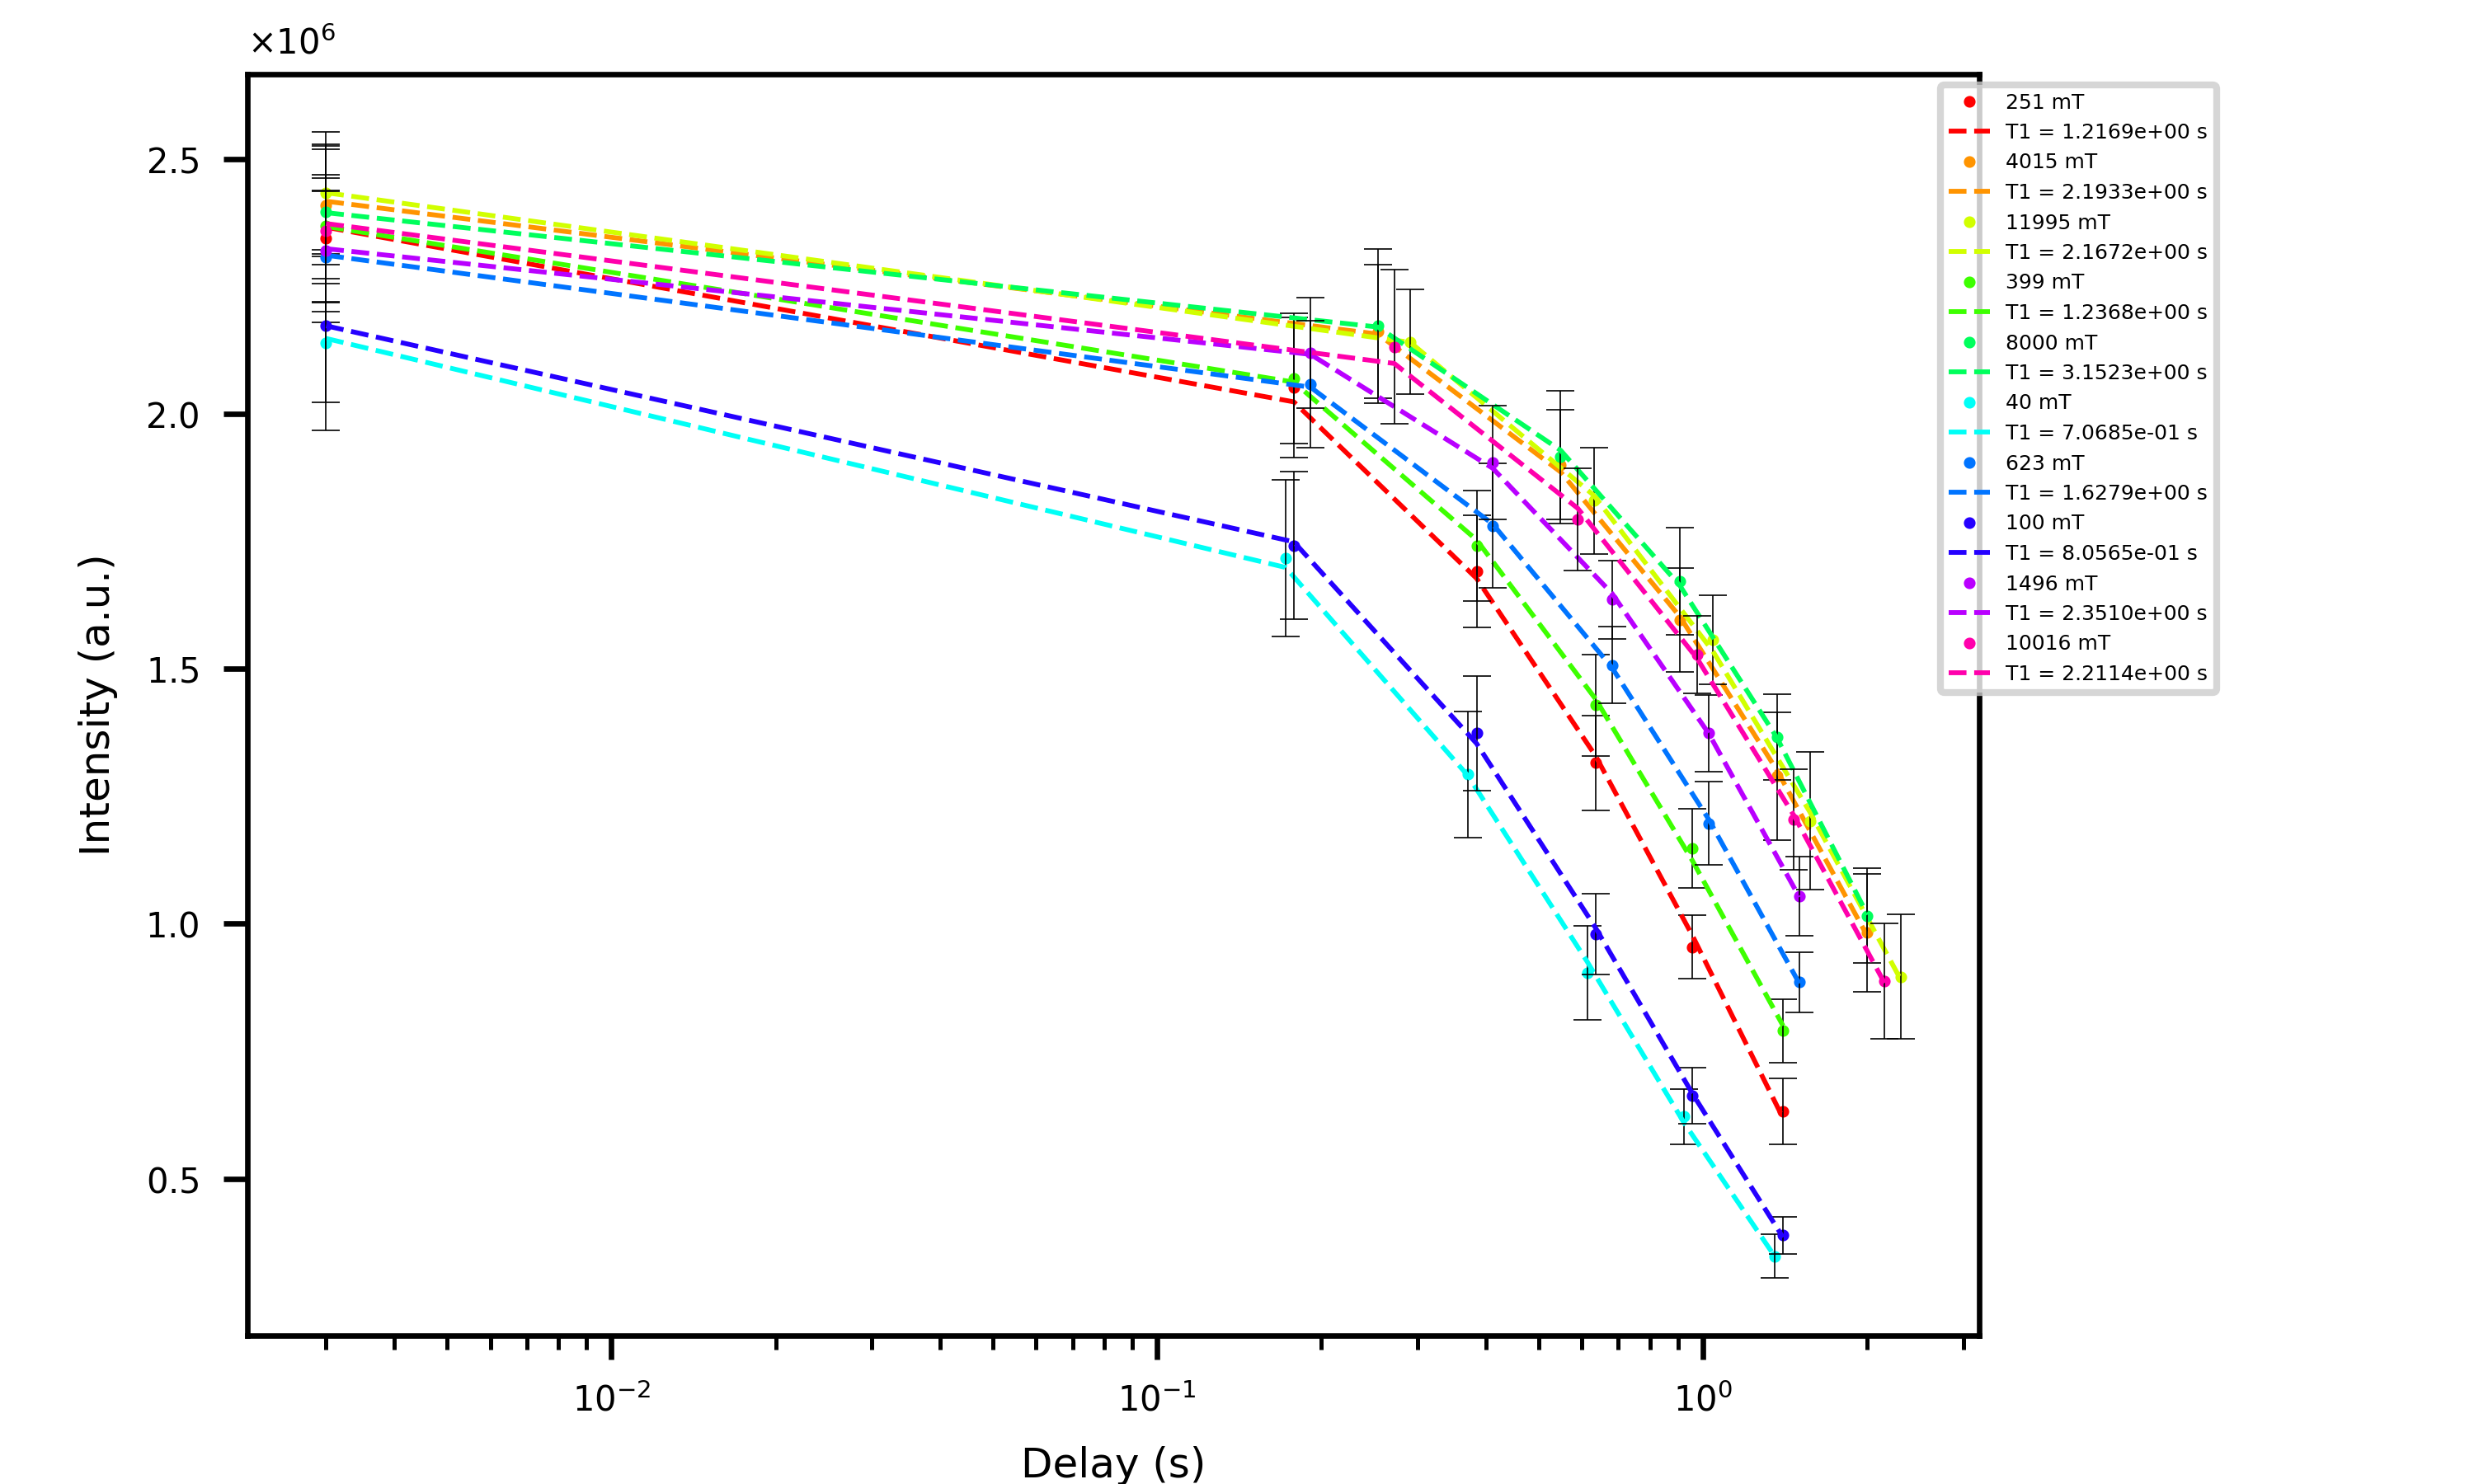 ×10⁶
2.5
2.0
1.5
1.0
0.5
Intensity (a.u.)
10⁻²
10⁻¹
10⁰
Delay (s)
251 mT
T1 = 1.2169e+00 s
4015 mT
T1 = 2.1933e+00 s
11995 mT
T1 = 2.1672e+00 s
399 mT
T1 = 1.2368e+00 s
8000 mT
T1 = 3.1523e+00 s
40 mT
T1 = 7.0685e-01 s
623 mT
T1 = 1.6279e+00 s
100 mT
T1 = 8.0565e-01 s
1496 mT
T1 = 2.3510e+00 s
10016 mT
T1 = 2.2114e+00 s